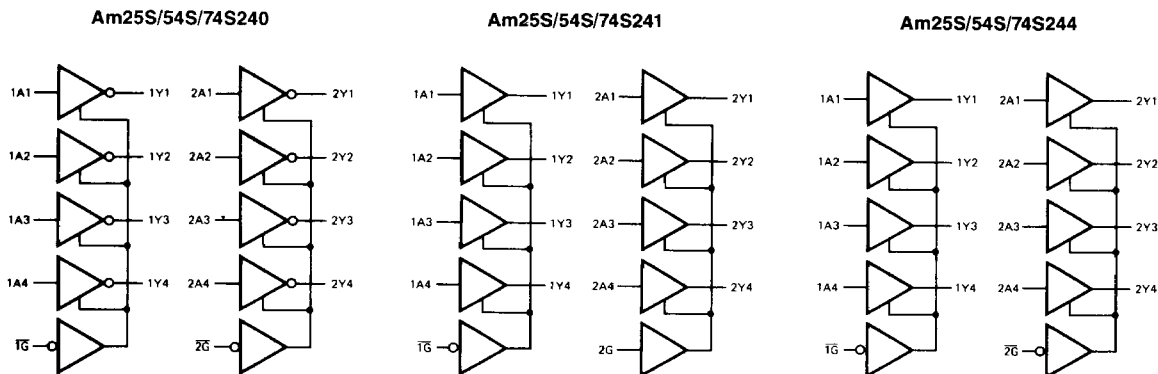 Am25S/54S/74S240
1A1 1Y1 2A1 2Y1
1A2 1Y2 2A2 2Y2
1A3 1Y3 2A3 2Y3
1A4 1Y4 2A4 2Y4
1G 2G
Am25S/54S/74S241
1A1 1Y1 2A1 2Y1
1A2 1Y2 2A2 2Y2
1A3 1Y3 2A3 2Y3
1A4 1Y4 2A4 2Y4
1G 2G
Am25S/54S/74S244
1A1 1Y1 2A1 2Y1
1A2 1Y2 2A2 2Y2
1A3 1Y3 2A3 2Y3
1A4 1Y4 2A4 2Y4
1G 2G